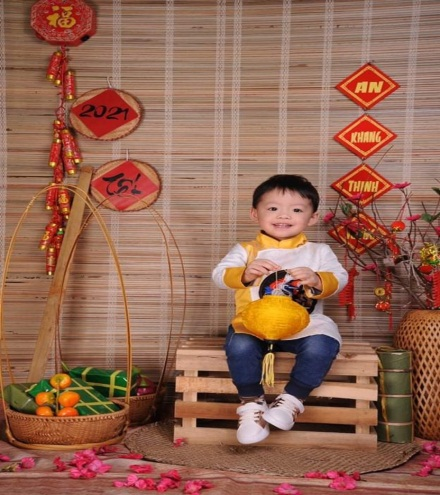 福
2021
Tết
AN
KHANG
THỊNH